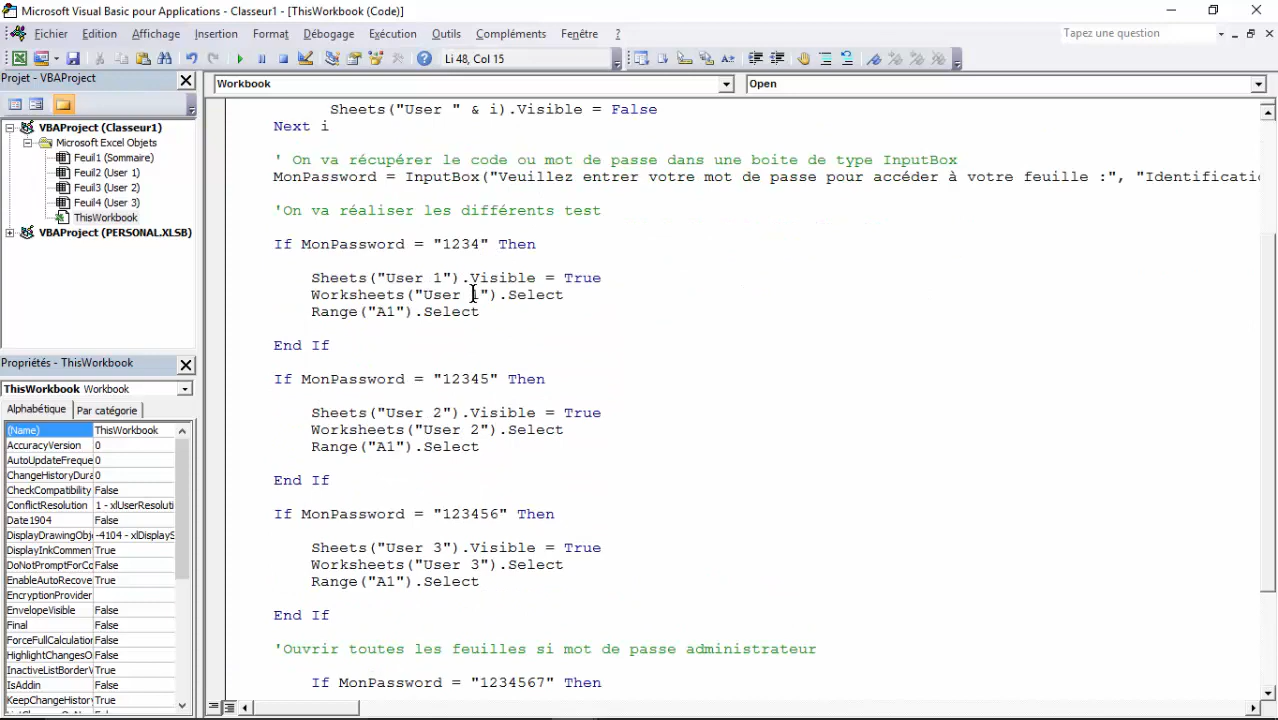 Microsoft Visual Basic pour Applications - Classeur1 - [ThisWorkbook (Code)]
Fichier Edition Affichage Insertion Format Débogage Exécution Outils Compléments Fenêtre ? Tapez une question
Li 48, Col 15
Projet - VBAProject
Workbook
Open
VBAProject (Classeur1)
Microsoft Excel Objets
Feuil1 (Sommaire)
Feuil2 (User 1)
Feuil3 (User 2)
Feuil4 (User 3)
ThisWorkbook
VBAProject (PERSONAL.XLSB)
Sheets("User " & i).Visible = False
Next i
' On va récupérer le code ou mot de passe dans une boite de type InputBox
MonPassword = InputBox("Veuillez entrer votre mot de passe pour accéder à votre feuille :", "Identificatio
'On va réaliser les différents test
If MonPassword = "1234" Then
Sheets("User 1").Visible = True
Worksheets("User 1").Select
Range("A1").Select
End If
If MonPassword = "12345" Then
Sheets("User 2").Visible = True
Worksheets("User 2").Select
Range("A1").Select
End If
If MonPassword = "123456" Then
Sheets("User 3").Visible = True
Worksheets("User 3").Select
Range("A1").Select
End If
'Ouvrir toutes les feuilles si mot de passe administrateur
If MonPassword = "1234567" Then
Propriétés - ThisWorkbook
ThisWorkbook Workbook
Alphabétique Par catégorie
(Name) ThisWorkbook
AccuracyVersion 0
AutoUpdateFreque 0
ChangeHistoryDura 0
CheckCompatibility False
ConflictResolution 1 - xlUserResoluti
Date1904 False
DisplayDrawingObj -4104 - xlDisplayS
DisplayInkCommen True
DoNotPromptForCo False
EnableAutoRecove True
EncryptionProvider
EnvelopeVisible False
Final False
ForceFullCalculation False
HighlightChangesO False
InactiveListBorderV True
IsAddin False
KeepChangeHistor True